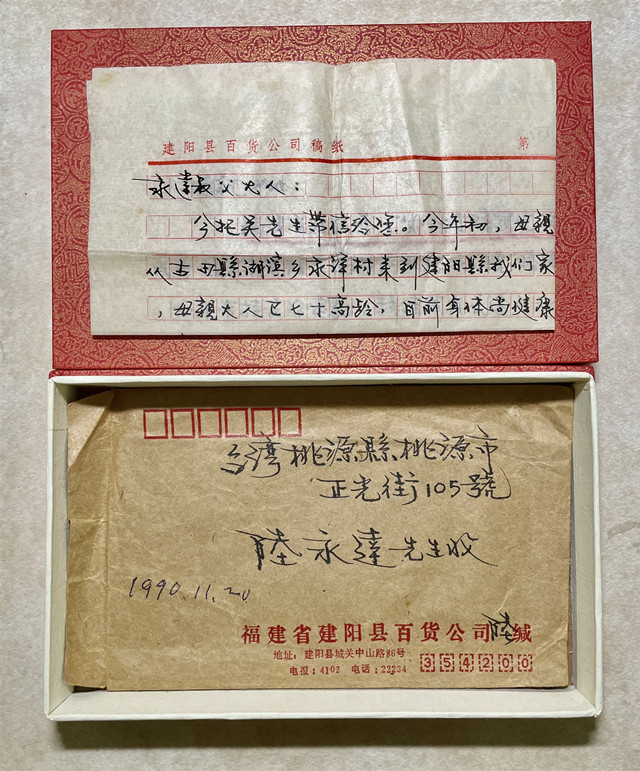 建阳县百货公司稿纸 第
永達叔父大人：
今托吴先生带信给您。今年初，母親
从古田縣湖滨乡永洋村来到建阳縣我们家
，母親大人已七十高龄，目前身体尚健康
台湾桃源縣桃源市
正光街105號
陸永達先生收
1990.11.20
福建省建阳县百货公司陸缄
地址：建阳县城关中山路86号
电报：4102 电话：22234
354200